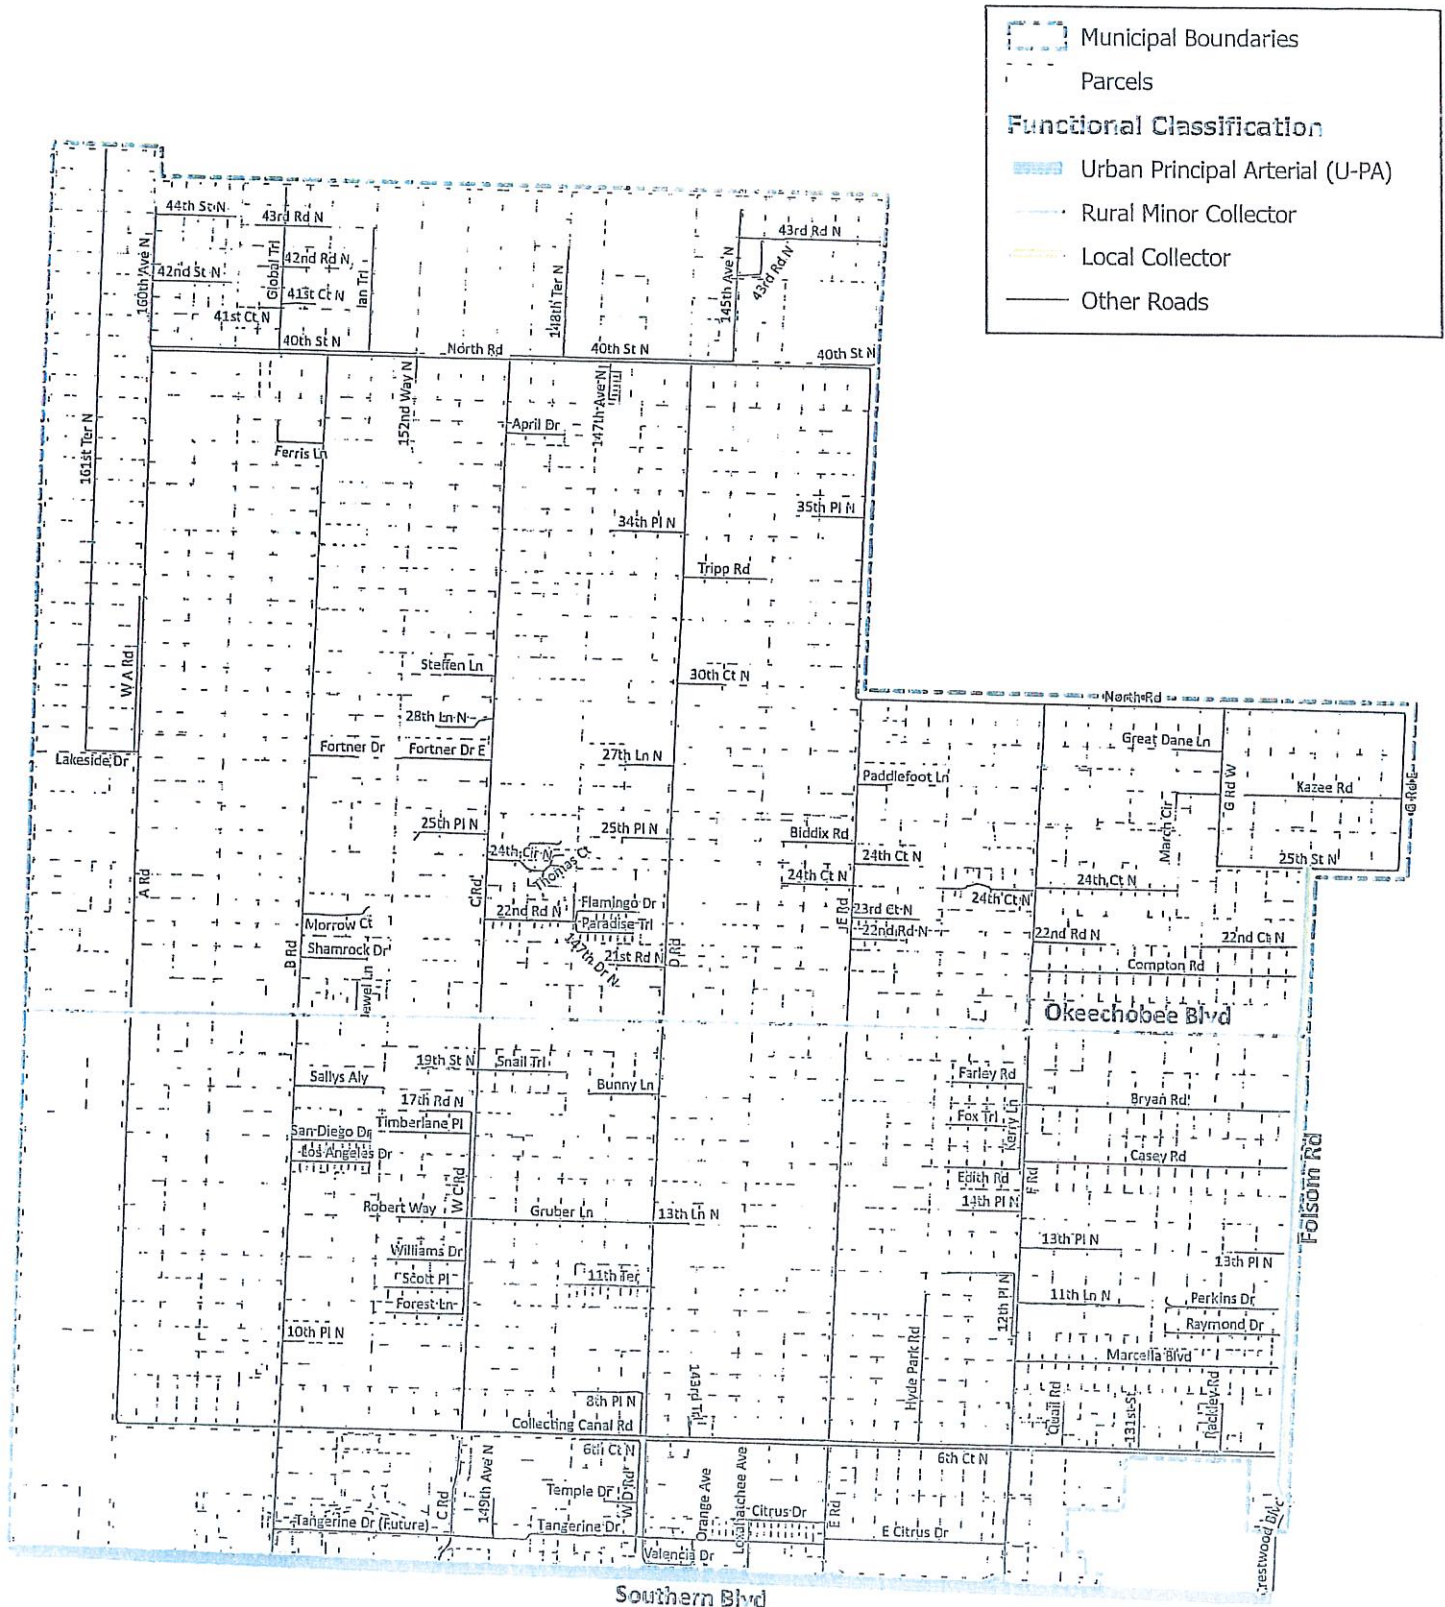 Municipal Boundaries
Parcels
Functional Classification
Urban Principal Arterial (U-PA)
Rural Minor Collector
Local Collector
Other Roads
44th St N
43rd Rd N
43rd Rd N
160th Ave N
42nd St N
Global Trl
42nd Rd N
Ian Trl
148th Ter N
145th Ave N
43rd Rd N
41st Ct N
41st Ct N
40th St N
North Rd
40th St N
40th St N
161st Ter N
152nd Way N
147th Ave N
April Dr
Ferris Ln
35th Pl N
34th Pl N
Tripp Rd
Steffen Ln
30th Ct N
W A Rd
North Rd
28th Ln N
Great Dane Ln
Fortner Dr
Fortner Dr E
27th Ln N
Lakeside Dr
Paddlefoot Ln
G Rd W
Kazee Rd
G Rd E
25th Pl N
25th Pl N
Biddix Rd
March Cir
24th Cir N
Thomas Ct
24th Ct N
25th St N
A Rd
C Rd
24th Ct N
24th Ct N
24th Ct N
Flamingo Dr
22nd Rd N
E Rd
23rd Ct N
Morrow Ct
Paradise Trl
22nd Rd N
22nd Rd N
22nd Ct N
B Rd
Shamrock Dr
147th Dr N
21st Rd N
D Rd
Compton Rd
Jewel Ln
Okeechobee Blvd
19th St N
Snail Trl
Sallys Aly
Bunny Ln
Farley Rd
17th Rd N
Bryan Rd
Timberlane Pl
Fox Trl
Kerry Ln
San Diego Dr
Los Angeles Dr
Casey Rd
Folsom Rd
W C Rd
Edith Rd
F Rd
Robert Way
Gruber Ln
13th Ln N
14th Pl N
Williams Dr
13th Pl N
13th Pl N
Scott Pl
11th Ter
Forest Ln
12th Pl N
11th Ln N
Perkins Dr
10th Pl N
Hyde Park Rd
Raymond Dr
Marcella Blvd
8th Pl N
Quail Rd
131st St
Rackley Rd
Collecting Canal Rd
6th Ct N
6th Ct N
149th Ave N
C Rd
Temple Dr
W D Rd
Orange Ave
Loxahatchee Ave
Citrus Dr
E Rd
Tangerine Dr (Future)
Tangerine Dr
E Citrus Dr
Valencia Dr
Crestwood Blvd
Southern Blvd